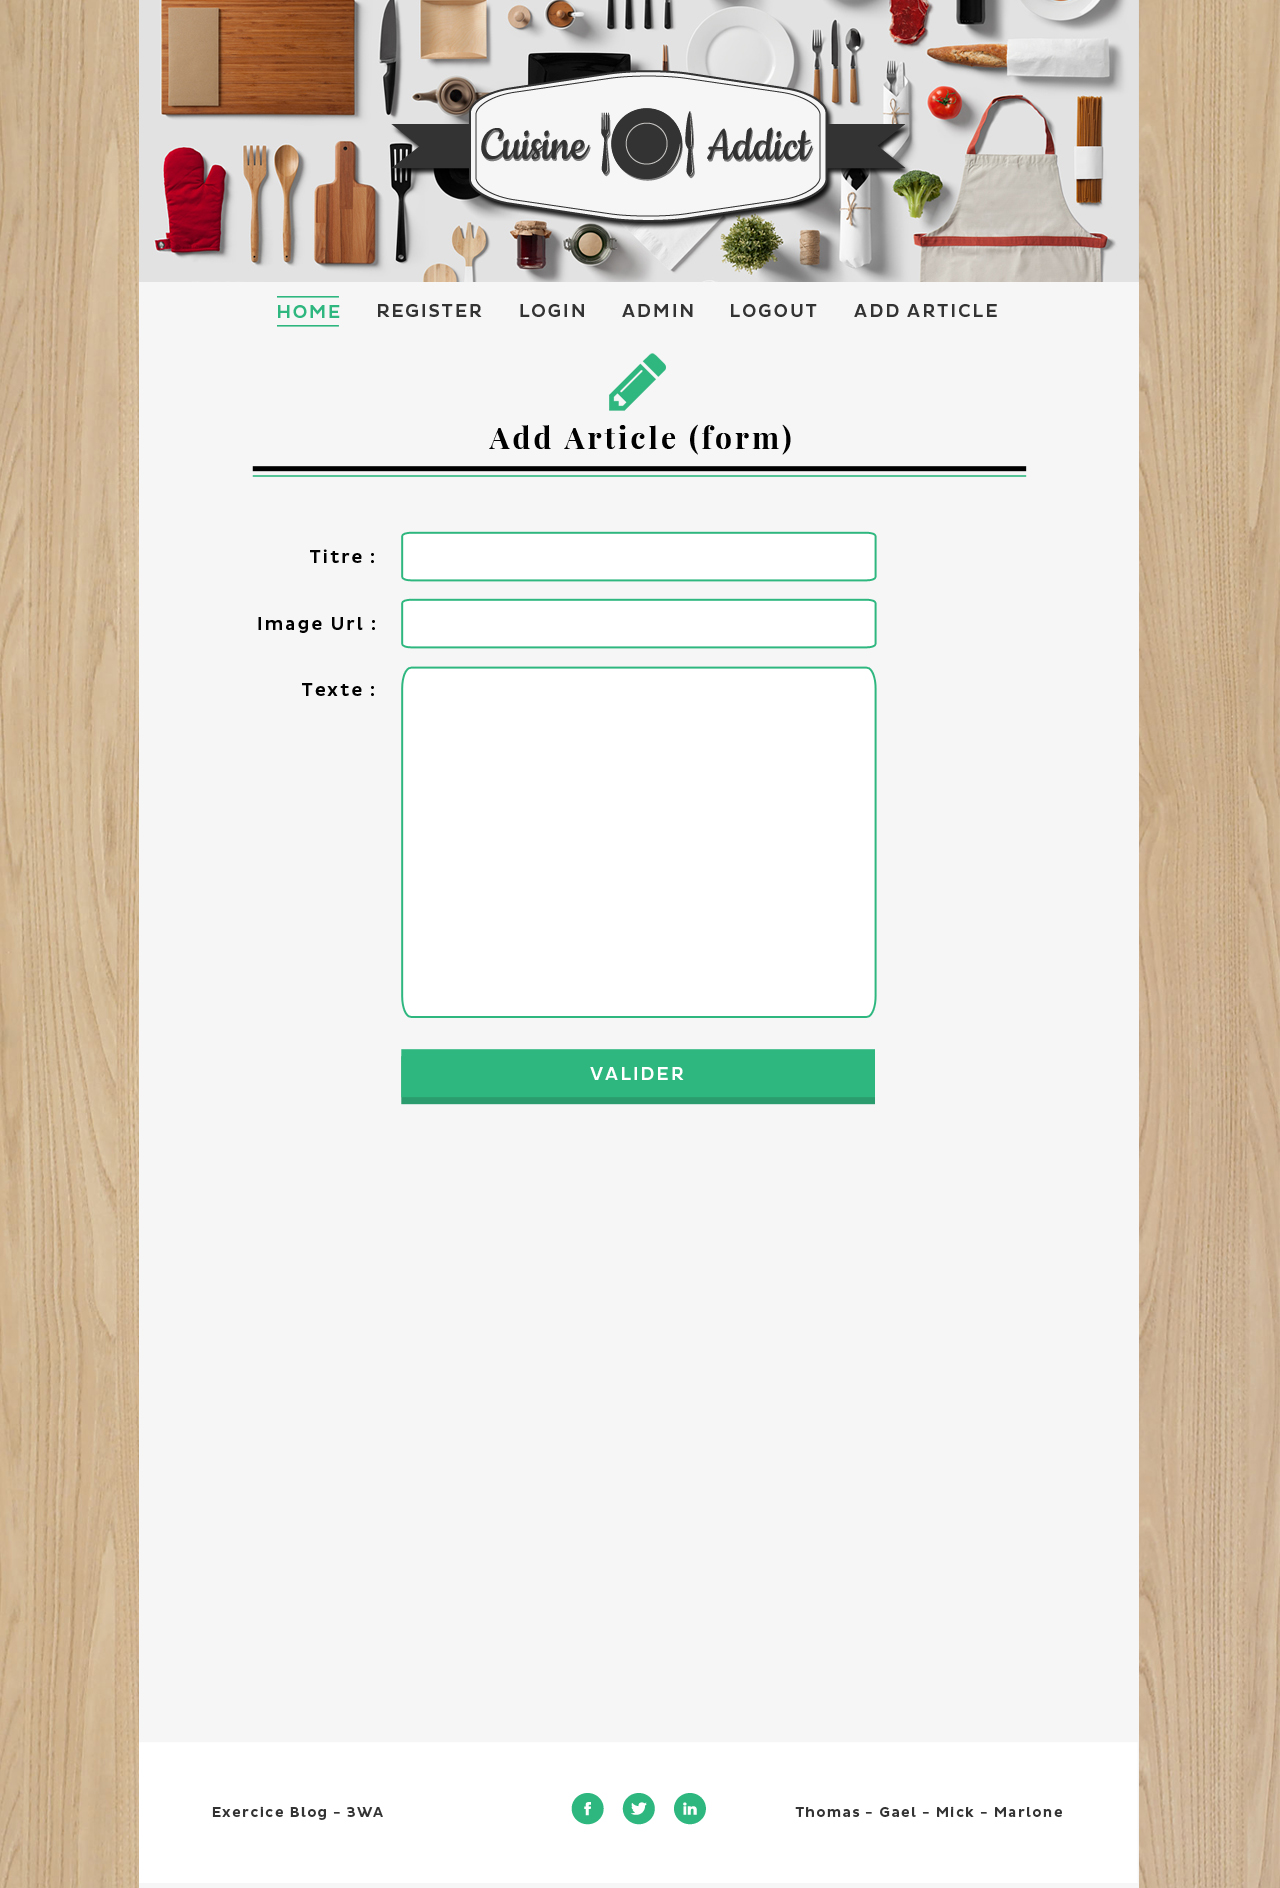 Cuisine Addict
HOME REGISTER LOGIN ADMIN LOGOUT ADD ARTICLE
Add Article (form)
Titre :
Image Url :
Texte :
VALIDER
Exercice Blog - 3WA
f in
Thomas - Gael - Mick - Marlone